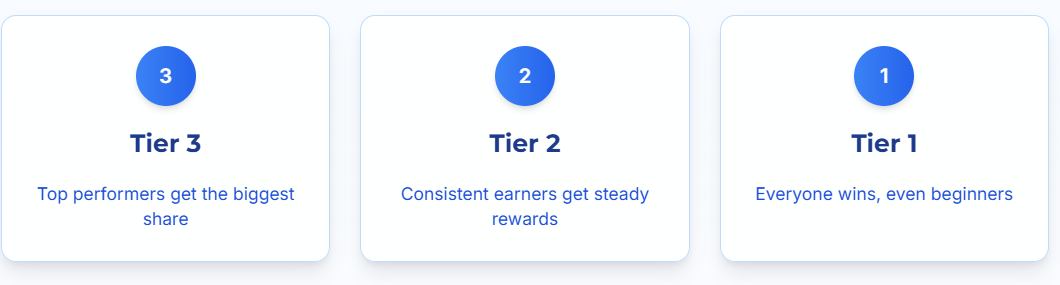 3
Tier 3
Top performers get the biggest
share
2
Tier 2
Consistent earners get steady
rewards
1
Tier 1
Everyone wins, even beginners